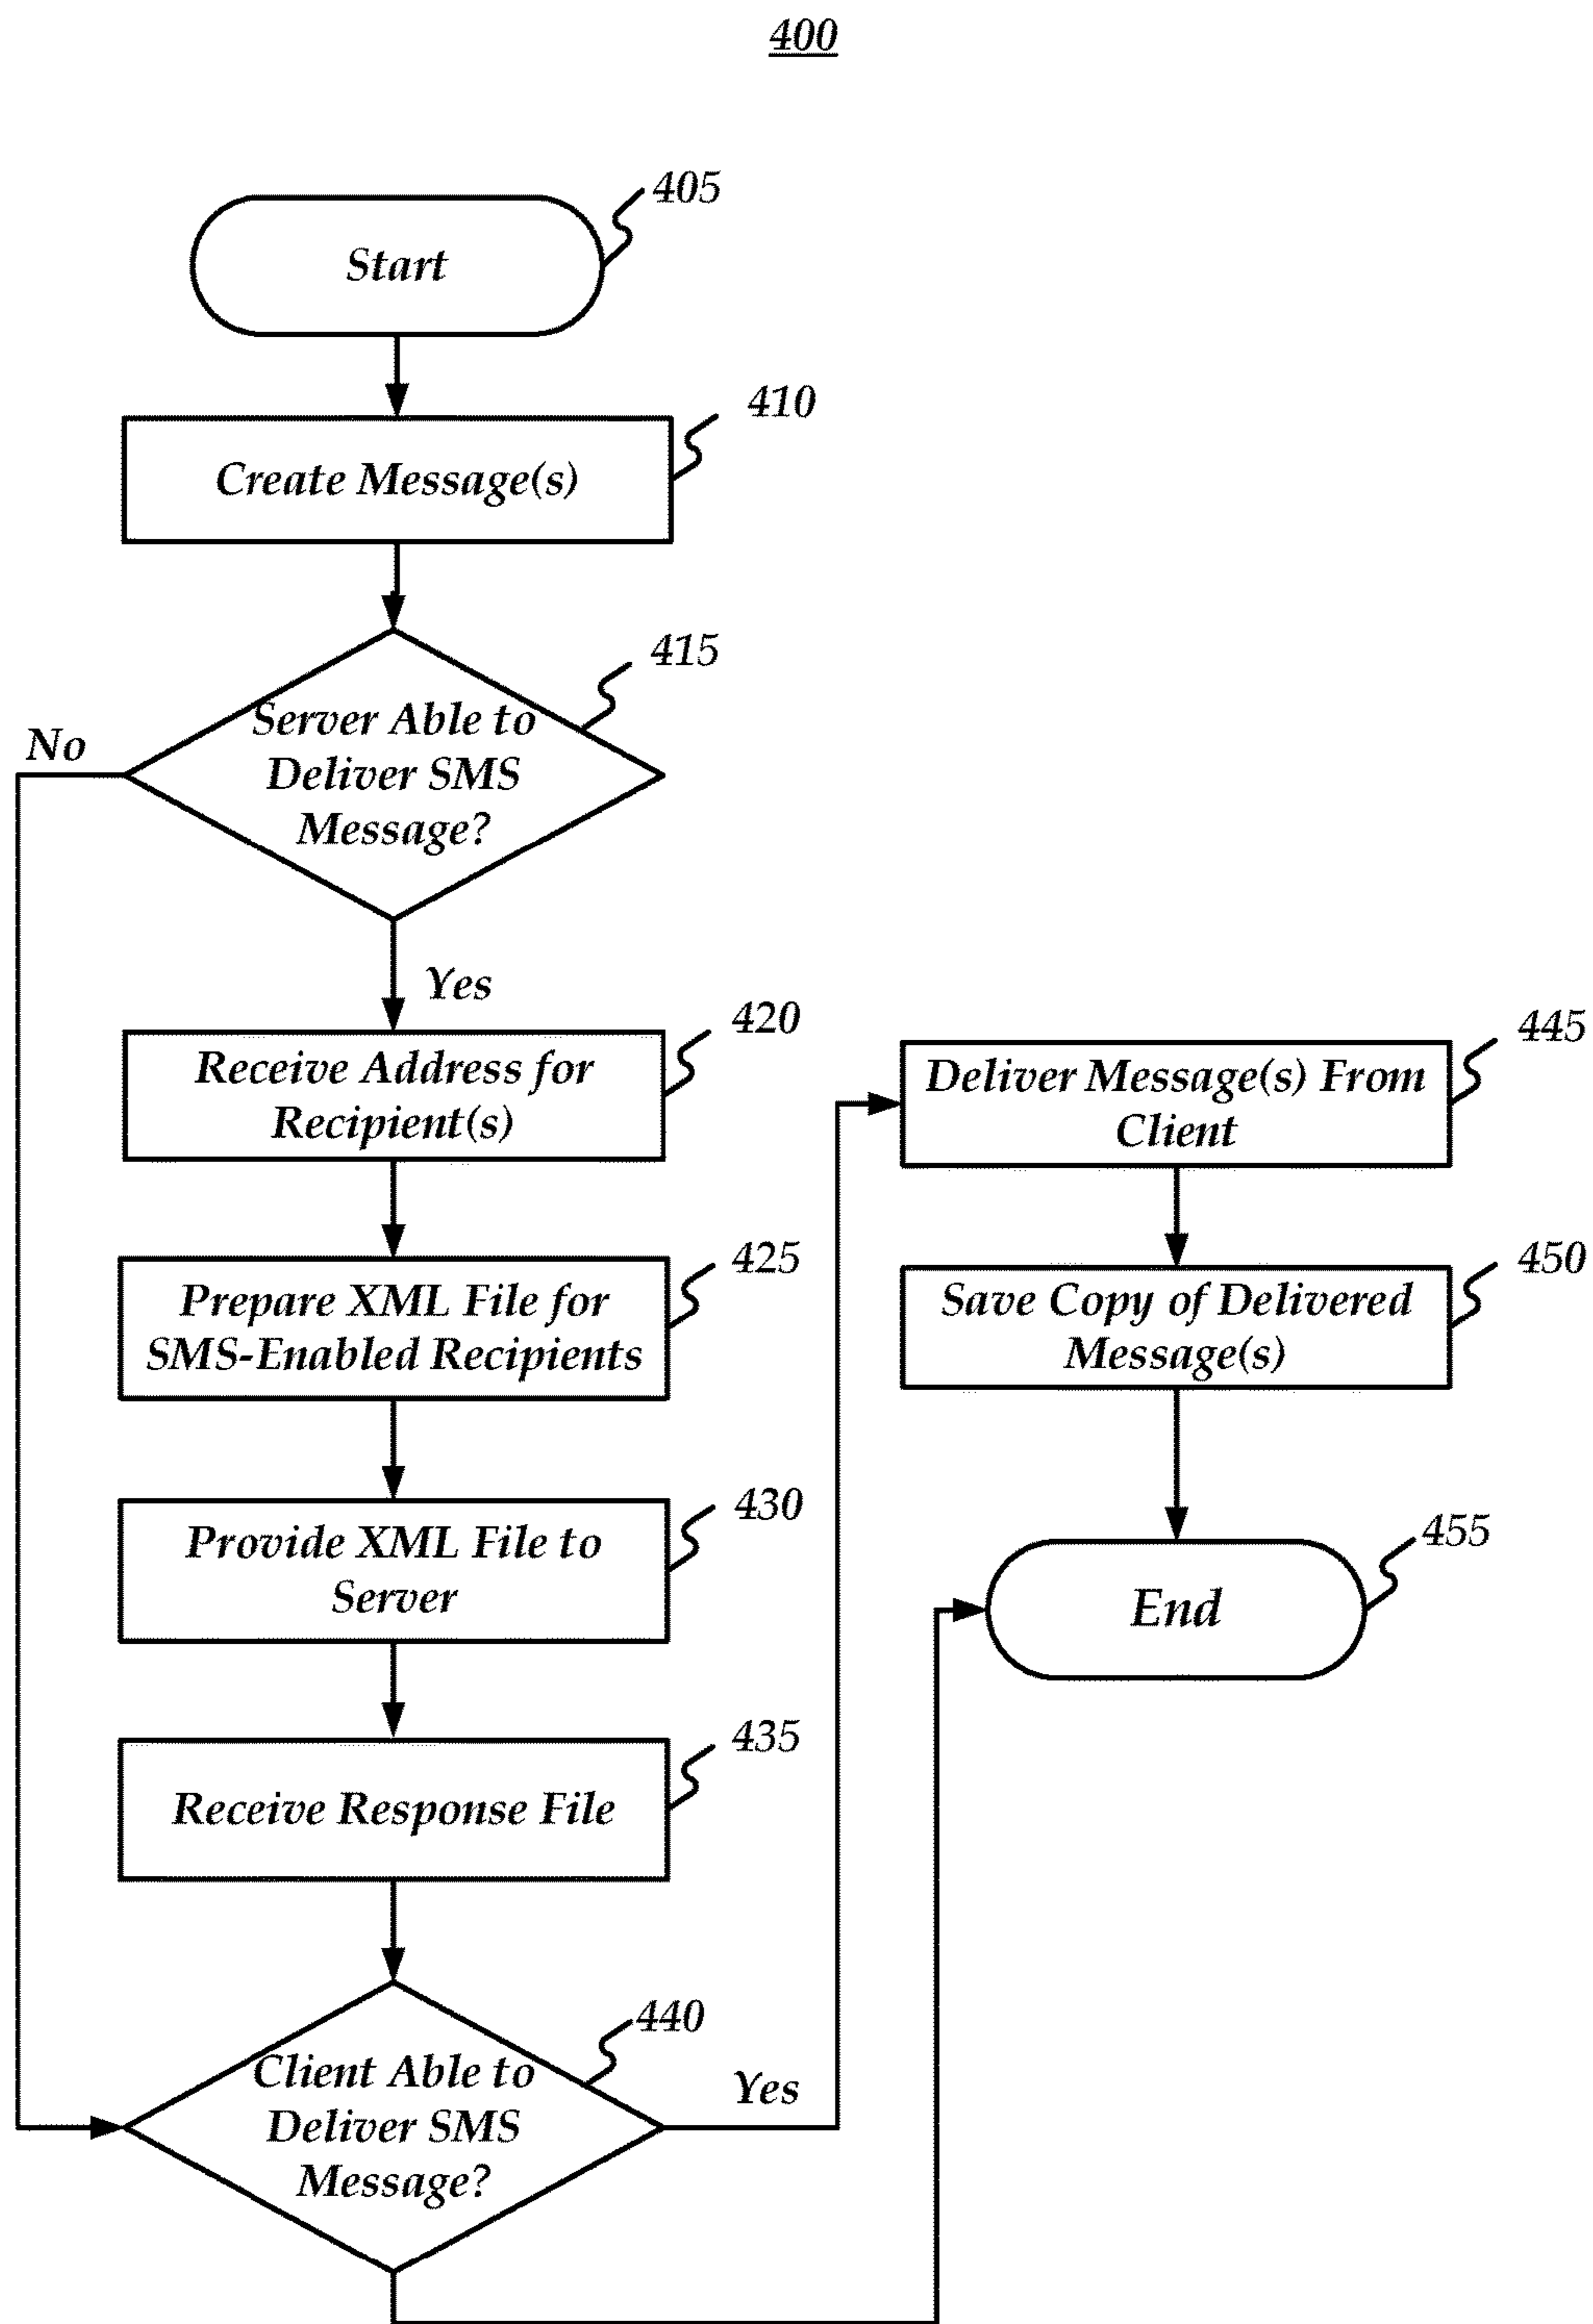 400
405
Start
410
Create Message(s)
415
Server Able to
Deliver SMS
Message?
No
Yes
420
Receive Address for
Recipient(s)
425
Prepare XML File for
SMS-Enabled Recipients
430
Provide XML File to
Server
435
Receive Response File
440
Client Able to
Deliver SMS
Message?
Yes
445
Deliver Message(s) From
Client
450
Save Copy of Delivered
Message(s)
455
End